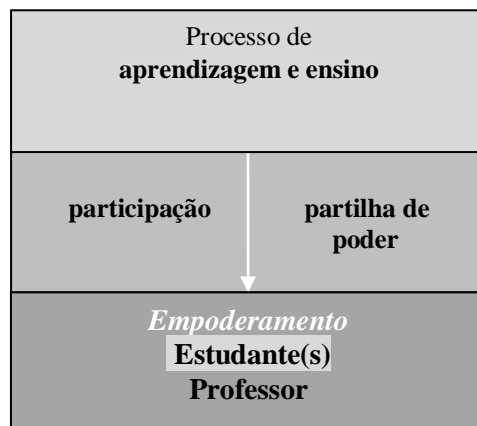 Processo de
aprendizagem e ensino
participação
partilha de
poder
Empoderamento
Estudante(s)
Professor